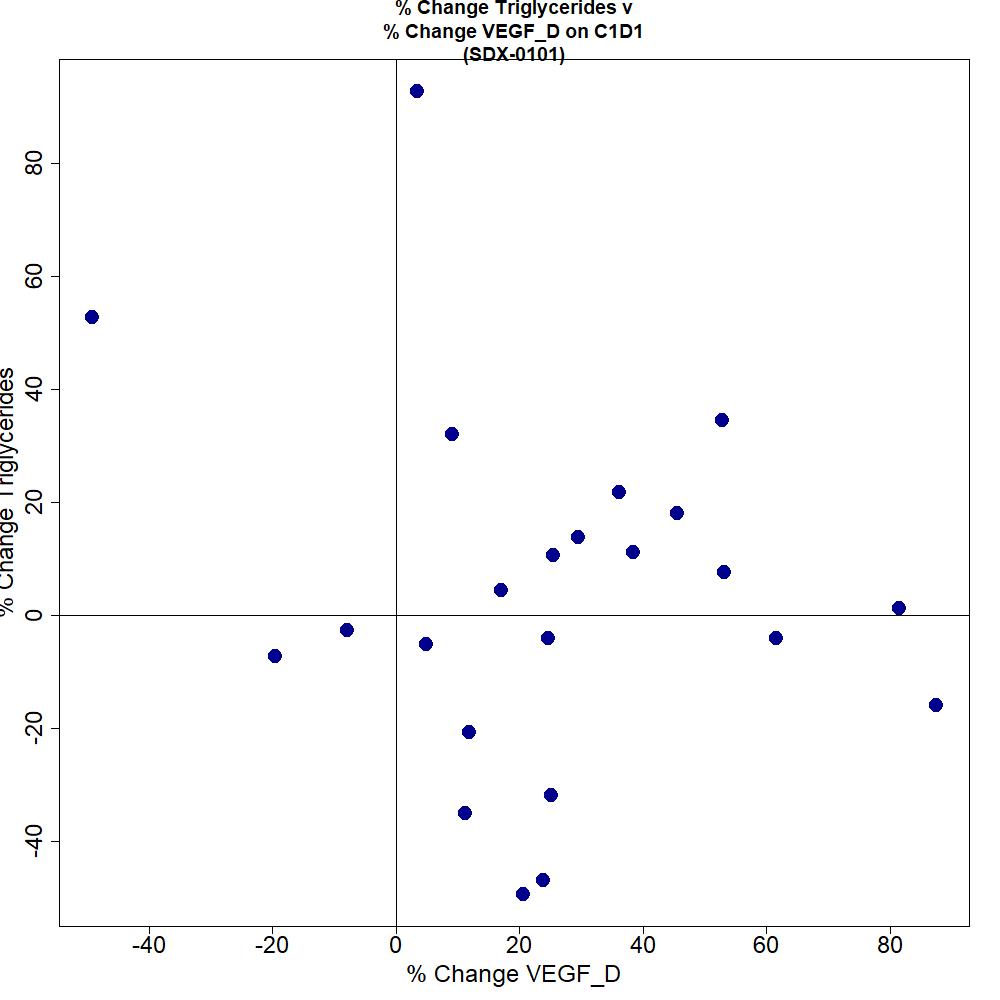 % Change Triglycerides v
% Change VEGF_D on C1D1
(SDX-0101)
80
60
40
20
0
-20
-40
% Change Triglycerides
-40
-20
0
20
40
60
80
% Change VEGF_D